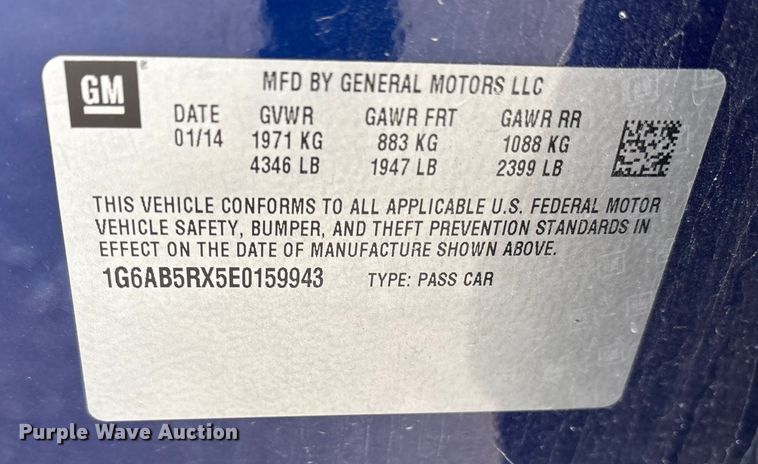 GM
MFD BY GENERAL MOTORS LLC
DATE GVWR GAWR FRT GAWR RR
01/14 1971 KG 883 KG 1088 KG
4346 LB 1947 LB 2399 LB
THIS VEHICLE CONFORMS TO ALL APPLICABLE U.S. FEDERAL MOTOR
VEHICLE SAFETY, BUMPER, AND THEFT PREVENTION STANDARDS IN
EFFECT ON THE DATE OF MANUFACTURE SHOWN ABOVE.
1G6AB5RX5E0159943 TYPE: PASS CAR
Purple Wave Auction